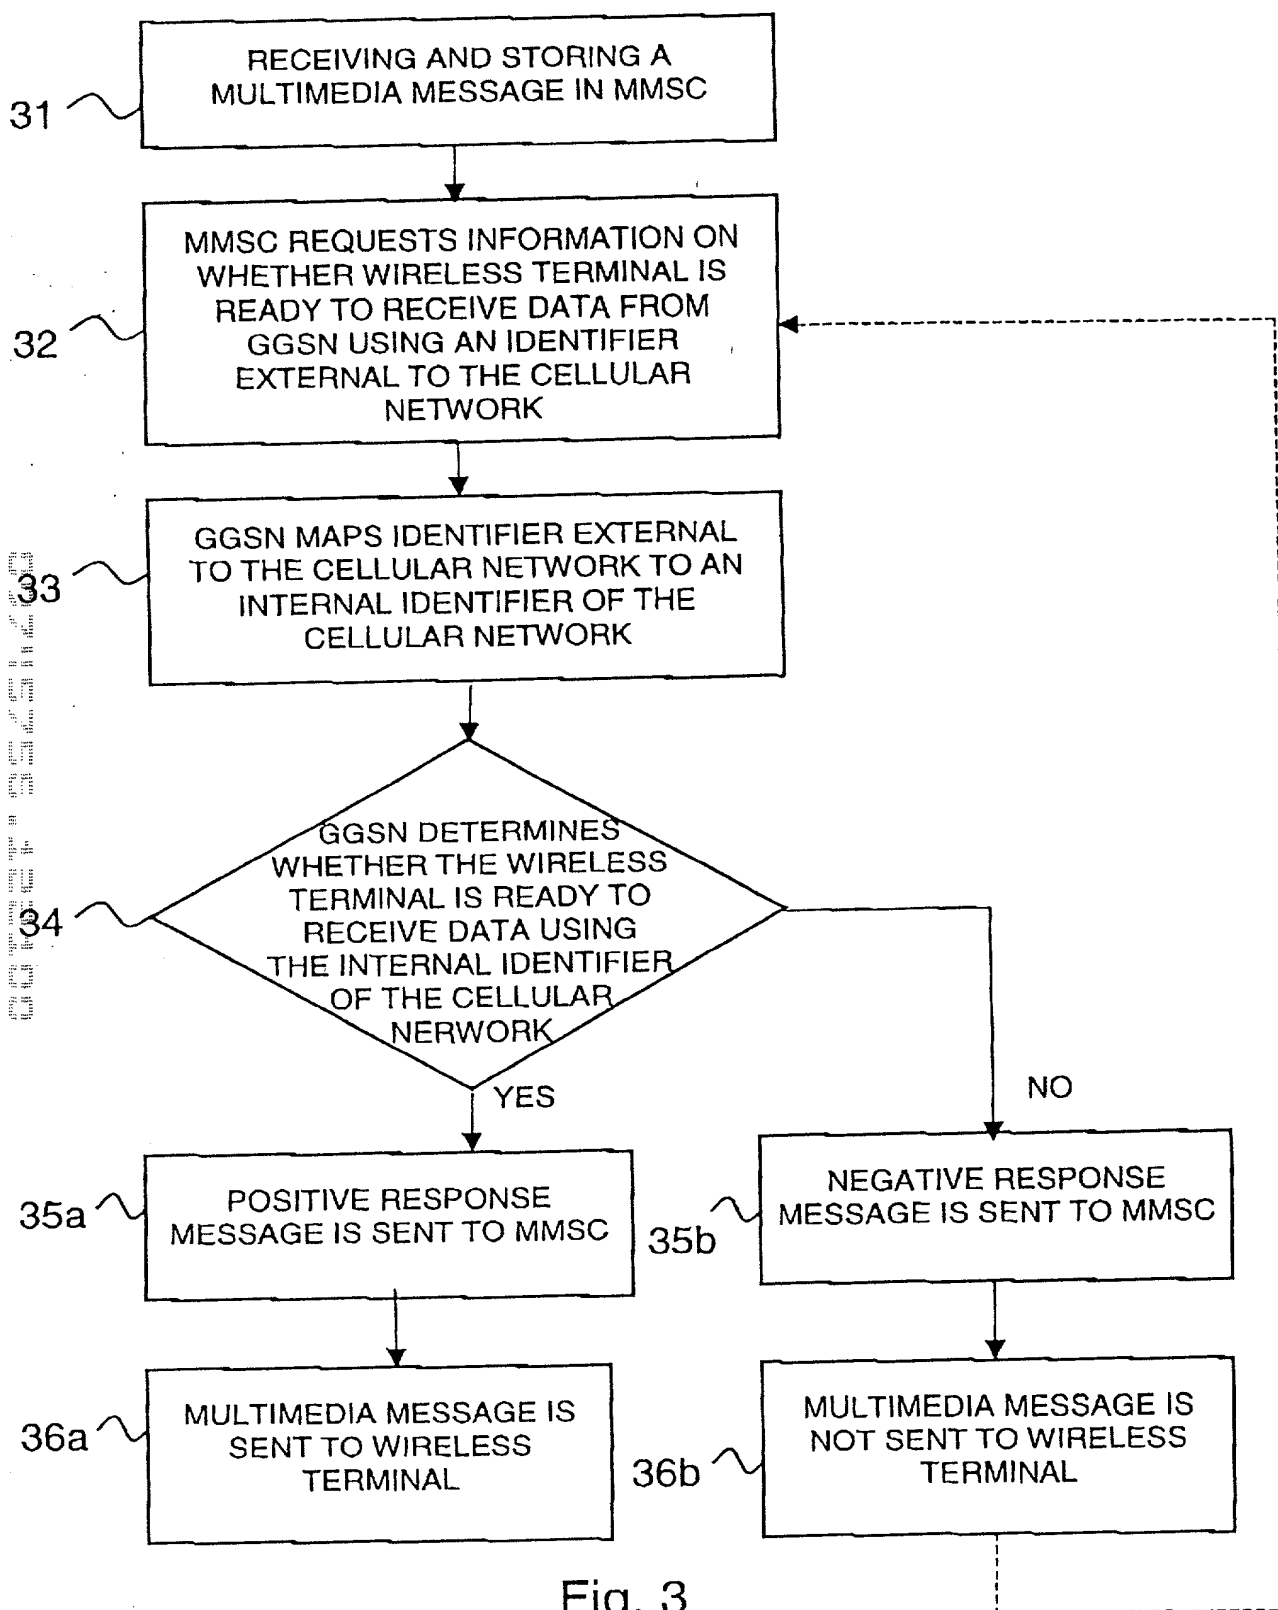 RECEIVING AND STORING A
MULTIMEDIA MESSAGE IN MMSC
31
MMSC REQUESTS INFORMATION ON
WHETHER WIRELESS TERMINAL IS
READY TO RECEIVE DATA FROM
GGSN USING AN IDENTIFIER
EXTERNAL TO THE CELLULAR
NETWORK
32
GGSN MAPS IDENTIFIER EXTERNAL
TO THE CELLULAR NETWORK TO AN
INTERNAL IDENTIFIER OF THE
CELLULAR NETWORK
33
GGSN DETERMINES
WHETHER THE WIRELESS
TERMINAL IS READY TO
RECEIVE DATA USING
THE INTERNAL IDENTIFIER
OF THE CELLULAR
NERWORK
34
YES
NO
POSITIVE RESPONSE
MESSAGE IS SENT TO MMSC
35a
NEGATIVE RESPONSE
MESSAGE IS SENT TO MMSC
35b
MULTIMEDIA MESSAGE IS
SENT TO WIRELESS
TERMINAL
36a
MULTIMEDIA MESSAGE IS
NOT SENT TO WIRELESS
TERMINAL
36b
Fig. 3